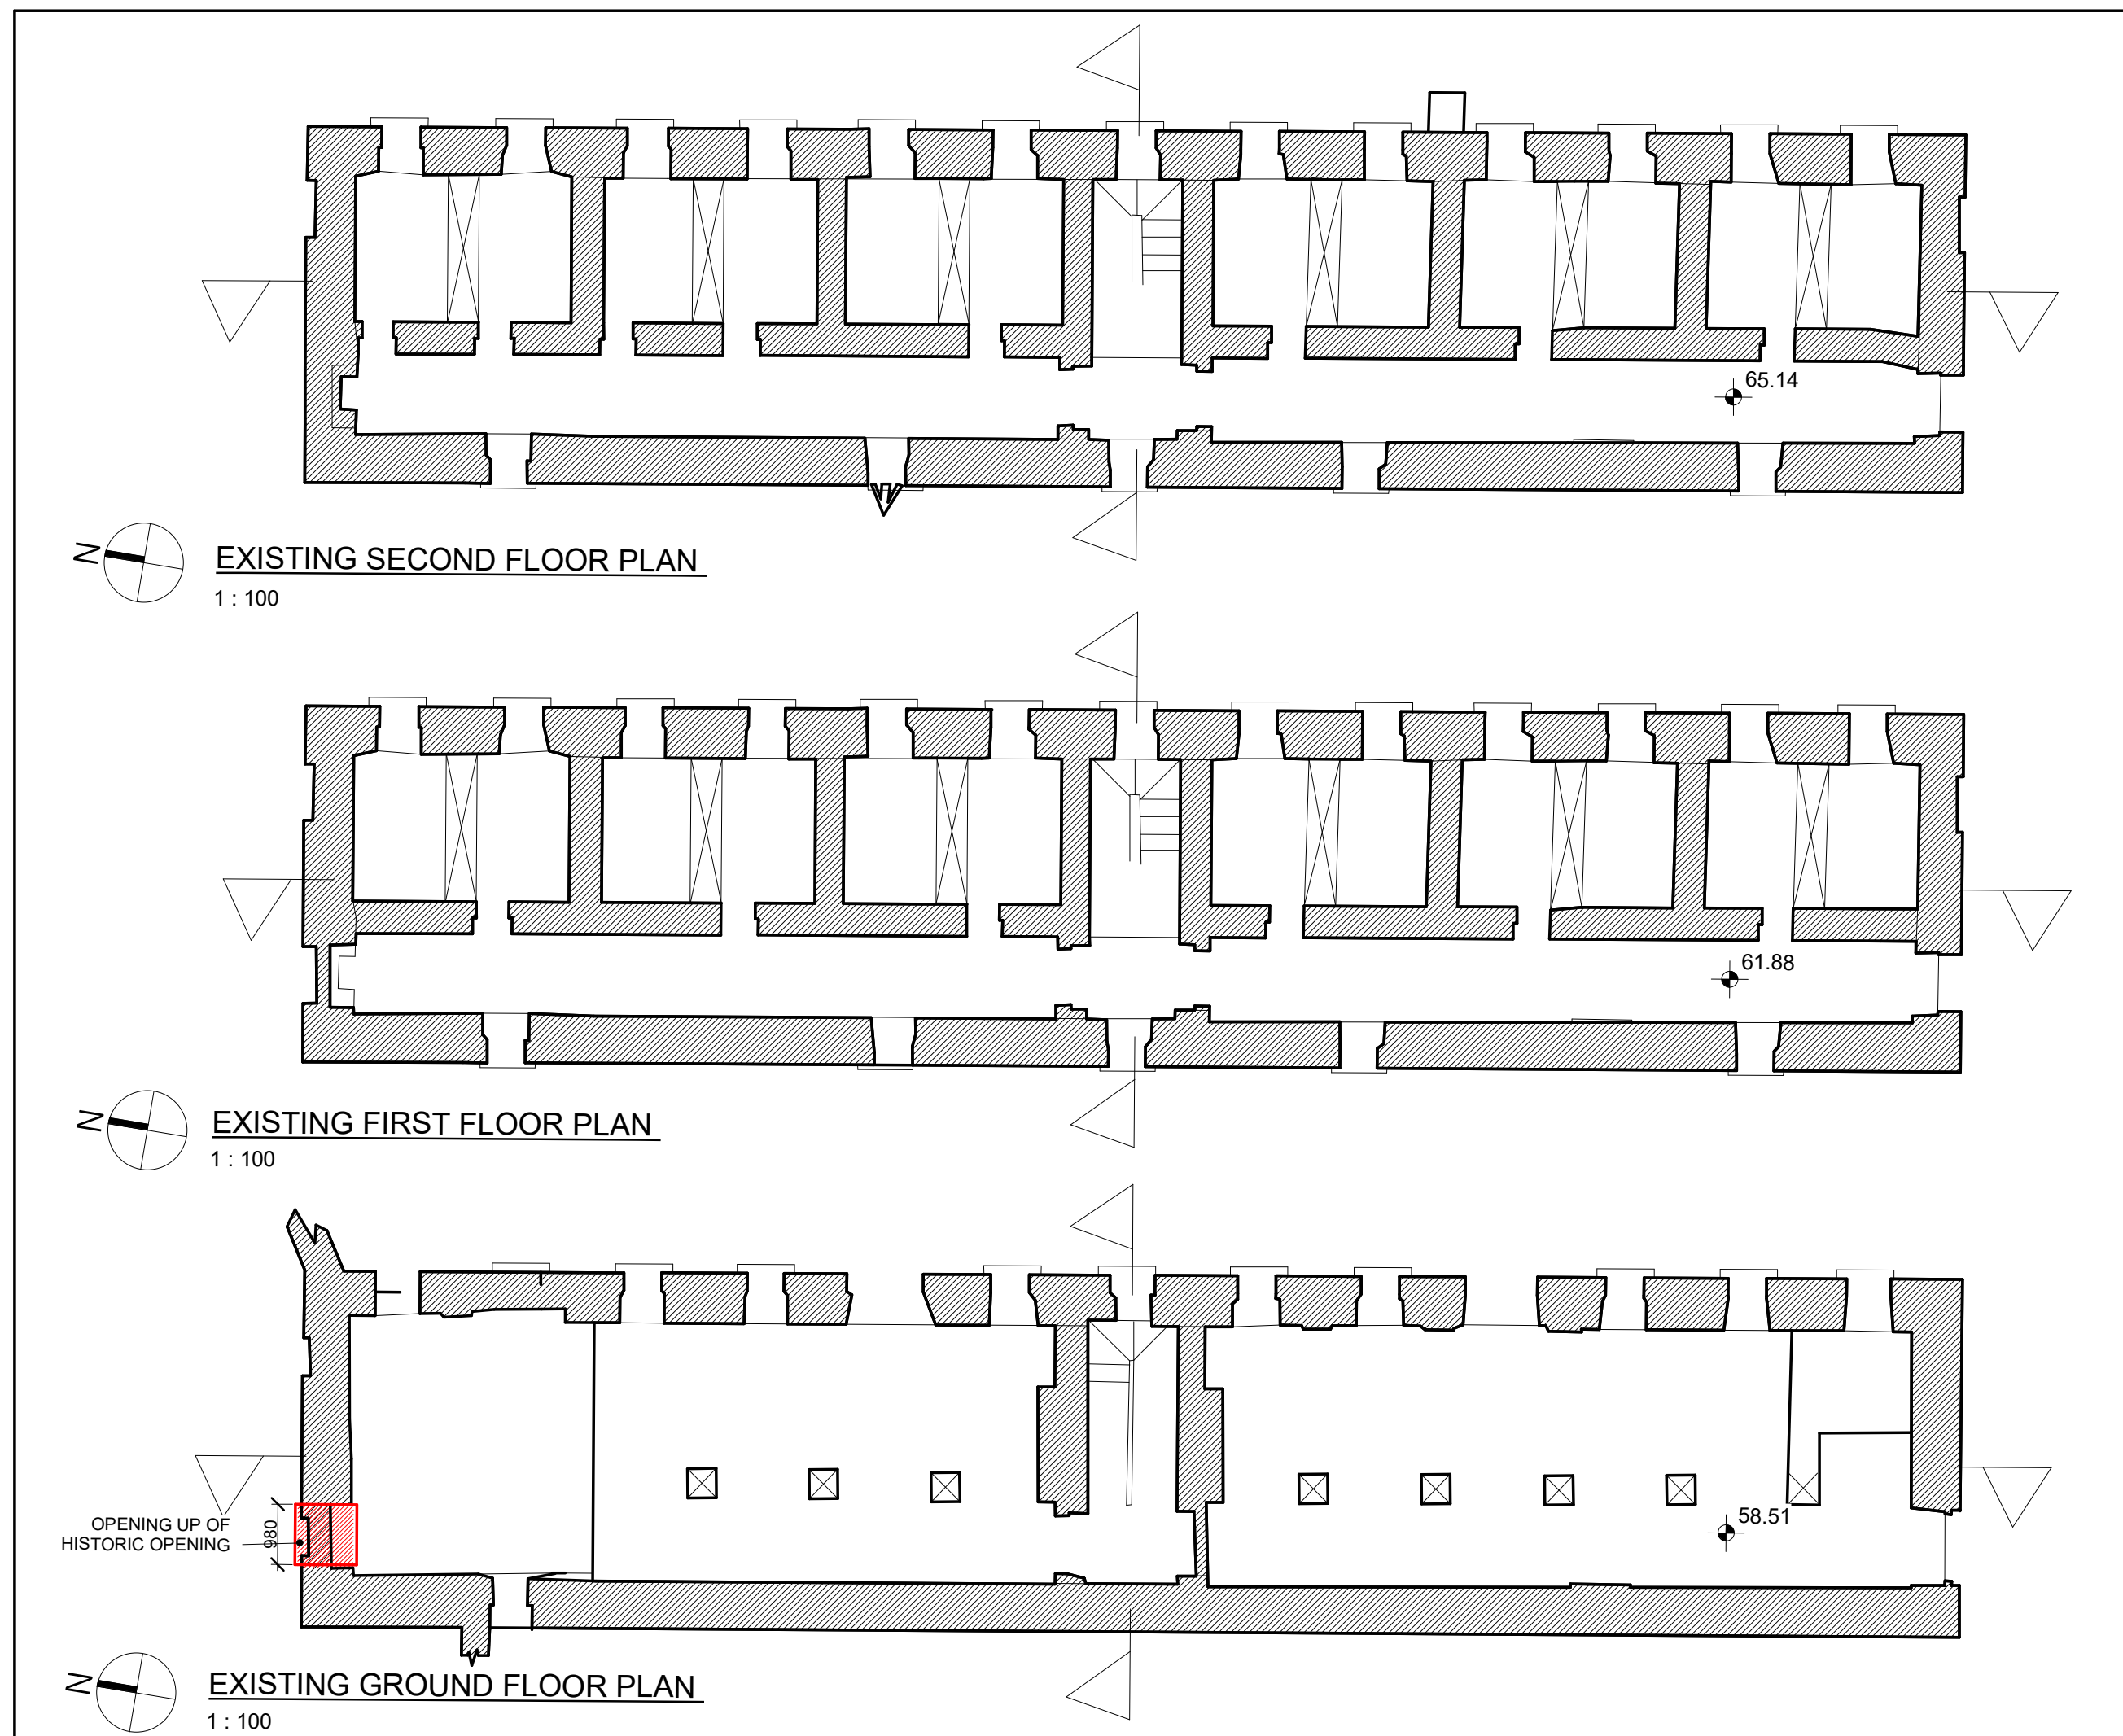 65.14
N
EXISTING SECOND FLOOR PLAN
1 : 100
61.88
N
EXISTING FIRST FLOOR PLAN
1 : 100
OPENING UP OF
HISTORIC OPENING
980
58.51
N
EXISTING GROUND FLOOR PLAN
1 : 100